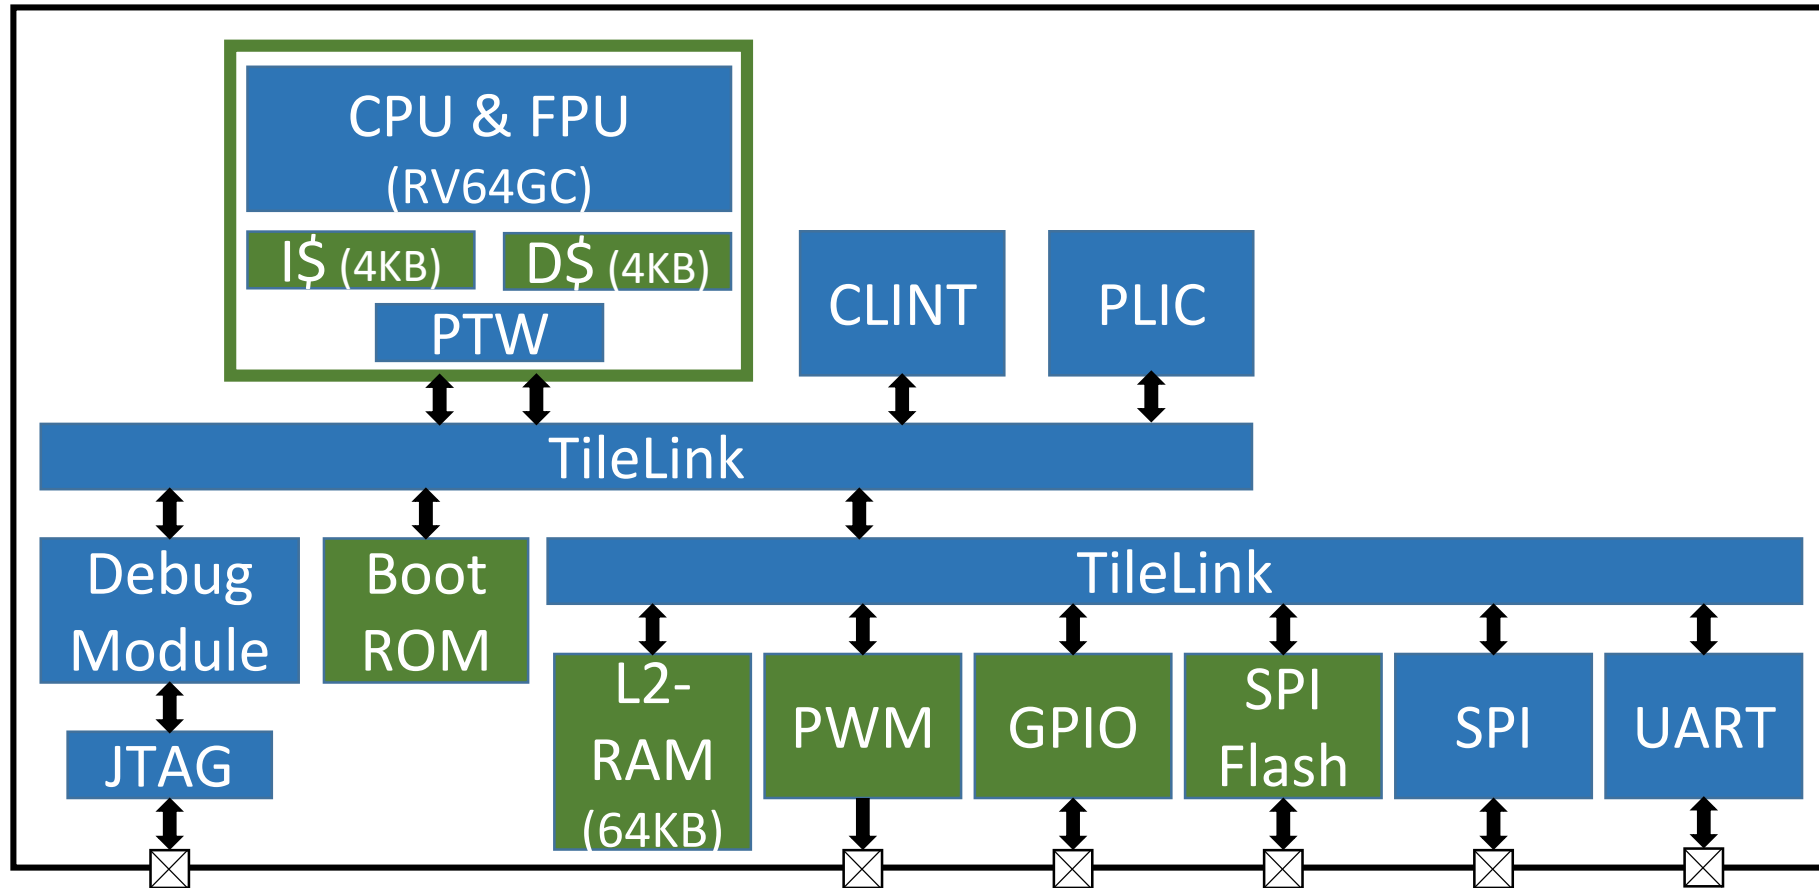 CPU & FPU
(RV64GC)
I$ (4KB)
D$ (4KB)
PTW
CLINT
PLIC
TileLink
Debug
Module
Boot
ROM
TileLink
JTAG
L2-
RAM
(64KB)
PWM
GPIO
SPI
Flash
SPI
UART